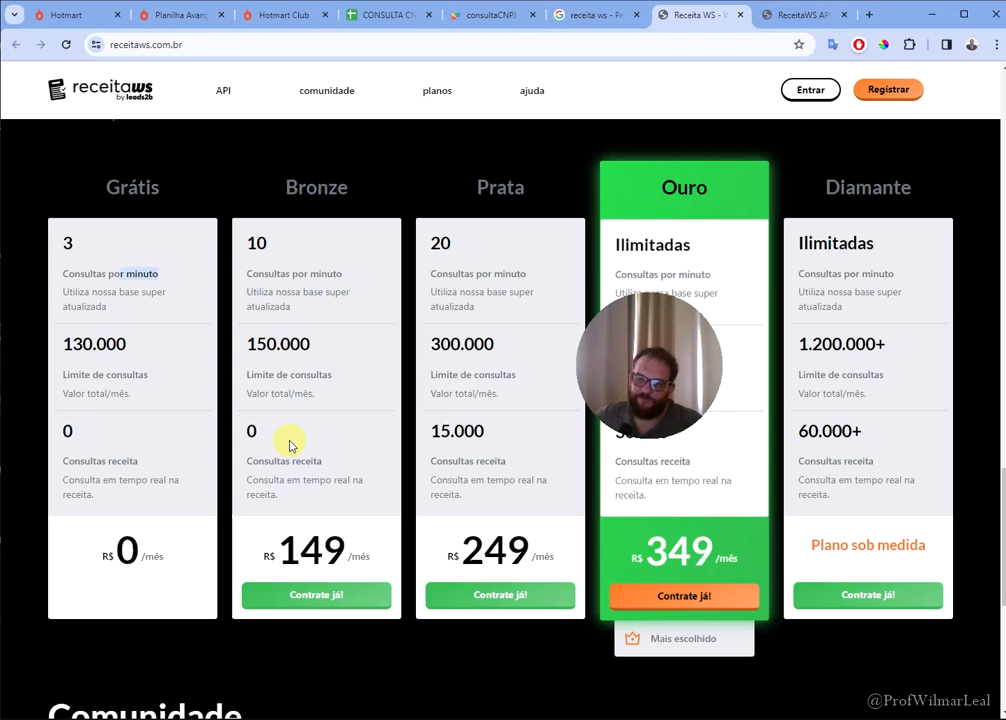 Hotmart
Planilha Avanç
Hotmart Club
CONSULTA CN
consultaCNPJ
receita ws - Pe
Receita WS - V
ReceitaWS API
receitaws.com.br
receitaws
by leads2b
API
comunidade
planos
ajuda
Entrar
Registrar
Grátis
3
Consultas por minuto
Utiliza nossa base super
atualizada
130.000
Limite de consultas
Valor total/mês.
0
Consultas receita
Consulta em tempo real na
receita.
R$ 0 /mês
Bronze
10
Consultas por minuto
Utiliza nossa base super
atualizada
150.000
Limite de consultas
Valor total/mês.
0
Consultas receita
Consulta em tempo real na
receita.
R$ 149 /mês
Contrate já!
Prata
20
Consultas por minuto
Utiliza nossa base super
atualizada
300.000
Limite de consultas
Valor total/mês.
15.000
Consultas receita
Consulta em tempo real na
receita.
R$ 249 /mês
Contrate já!
Ouro
Ilimitadas
Consultas por minuto
Utiliza nossa base super
Consultas receita
Consulta em tempo real na
receita.
R$ 349 /mês
Contrate já!
Mais escolhido
Diamante
Ilimitadas
Consultas por minuto
Utiliza nossa base super
atualizada
1.200.000+
Limite de consultas
Valor total/mês.
60.000+
Consultas receita
Consulta em tempo real na
receita.
Plano sob medida
Contrate já!
Comunidade
@ProfWilmarLeal